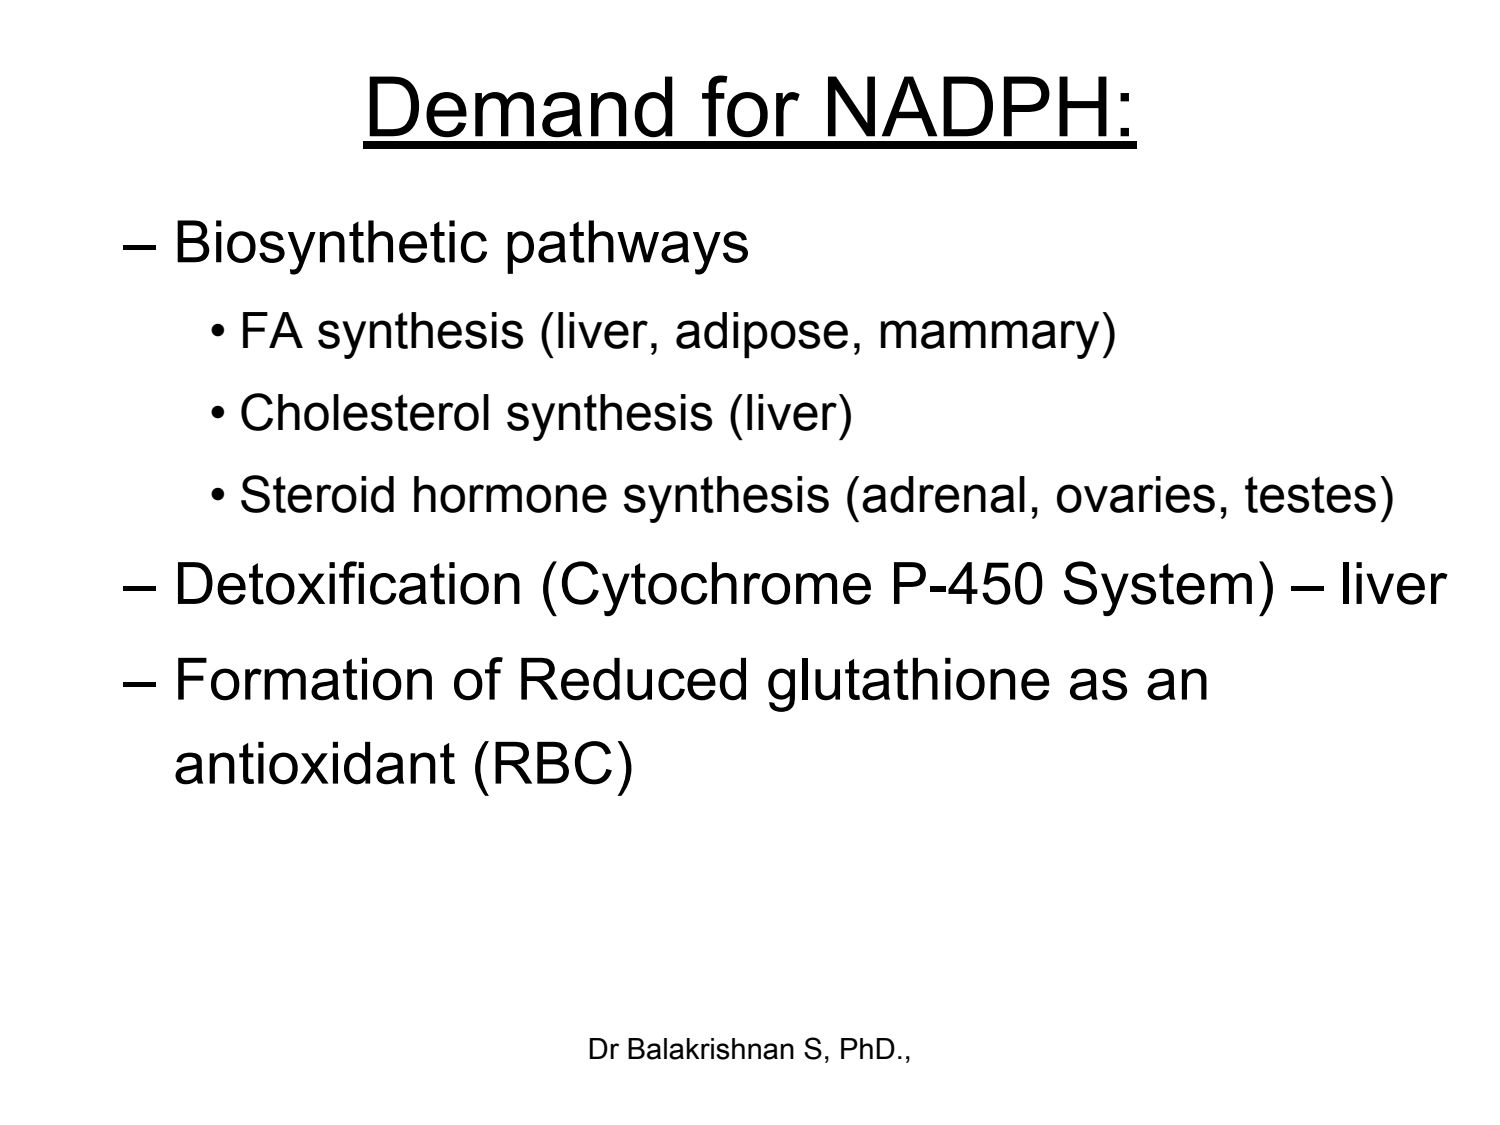 Demand for NADPH:
– Biosynthetic pathways
• FA synthesis (liver, adipose, mammary)
• Cholesterol synthesis (liver)
• Steroid hormone synthesis (adrenal, ovaries, testes)
– Detoxification (Cytochrome P-450 System) – liver
– Formation of Reduced glutathione as an
antioxidant (RBC)
Dr Balakrishnan S, PhD.,